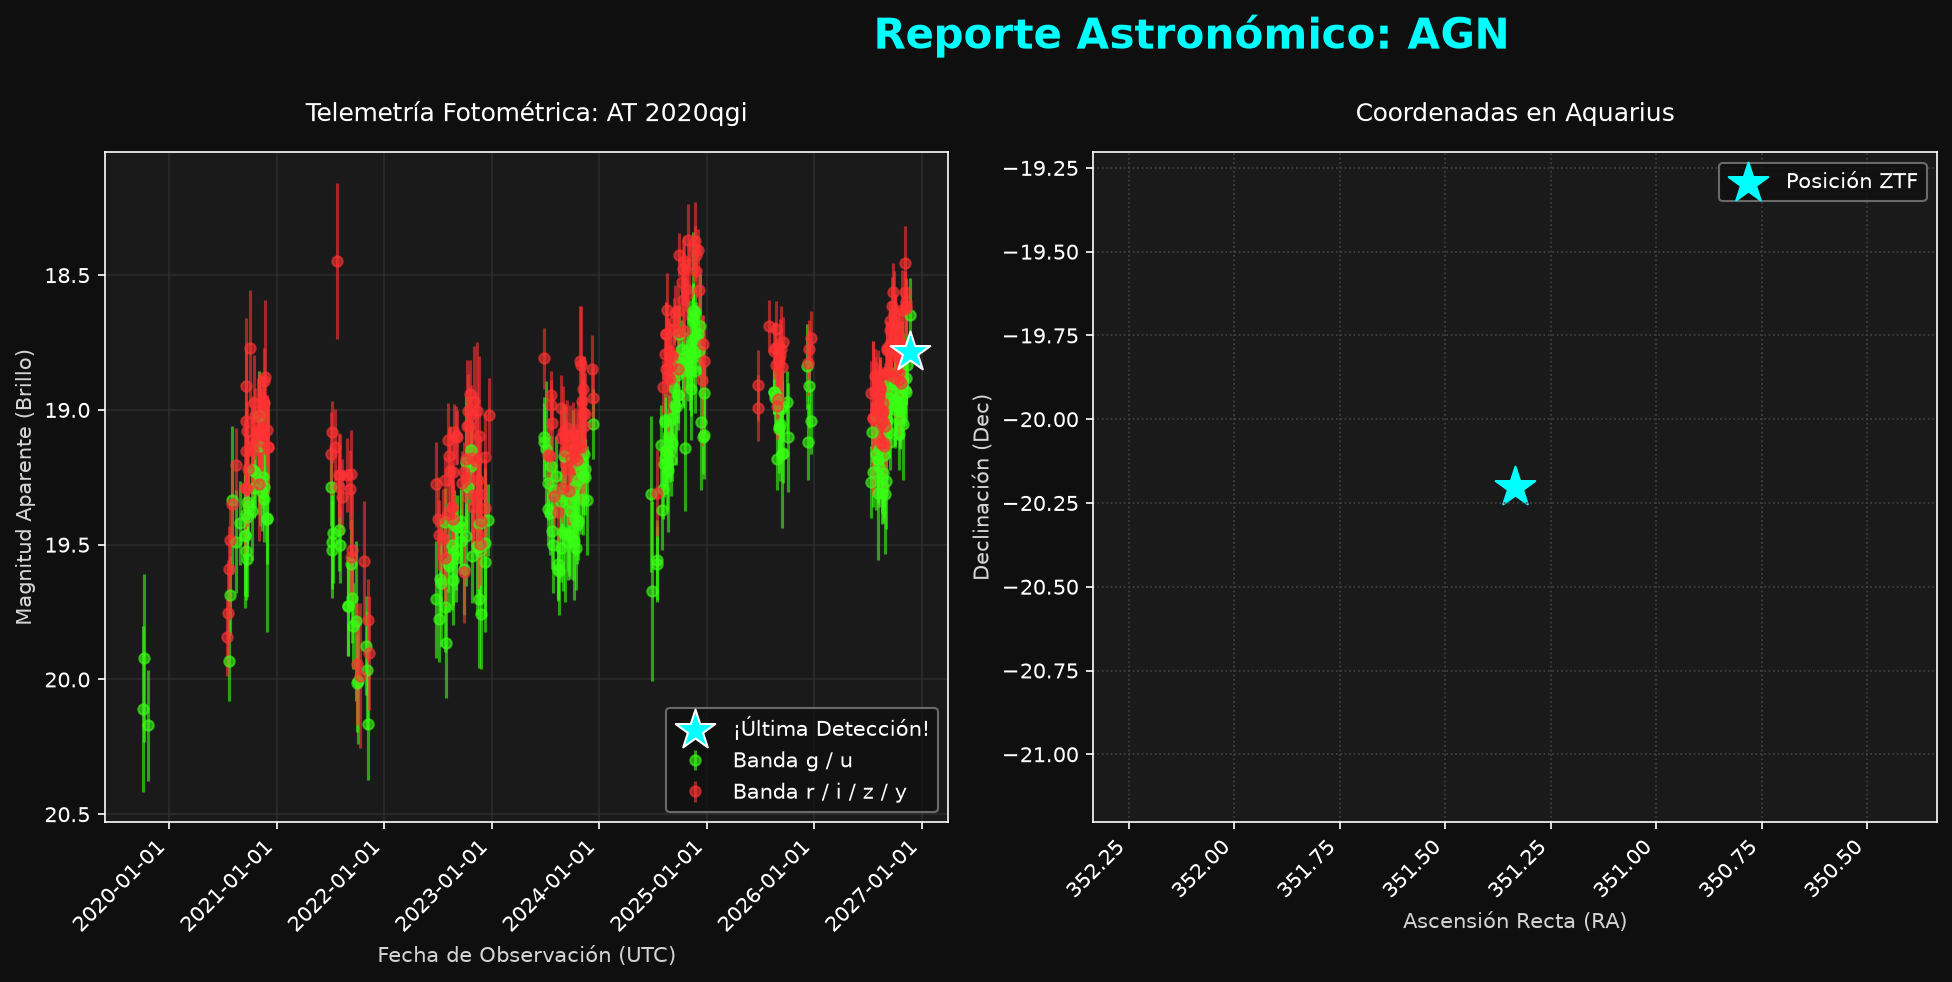 Reporte Astronómico: AGN
Telemetría Fotométrica: AT 2020qgi
Magnitud Aparente (Brillo)
18.5
19.0
19.5
20.0
20.5
¡Última Detección!
Banda g / u
Banda r / i / z / y
2020-01-01
2021-01-01
2022-01-01
2023-01-01
2024-01-01
2025-01-01
2026-01-01
2027-01-01
Fecha de Observación (UTC)
Coordenadas en Aquarius
Posición ZTF
Declinación (Dec)
−19.25
−19.50
−19.75
−20.00
−20.25
−20.50
−20.75
−21.00
352.25
352.00
351.75
351.50
351.25
351.00
350.75
350.50
Ascensión Recta (RA)